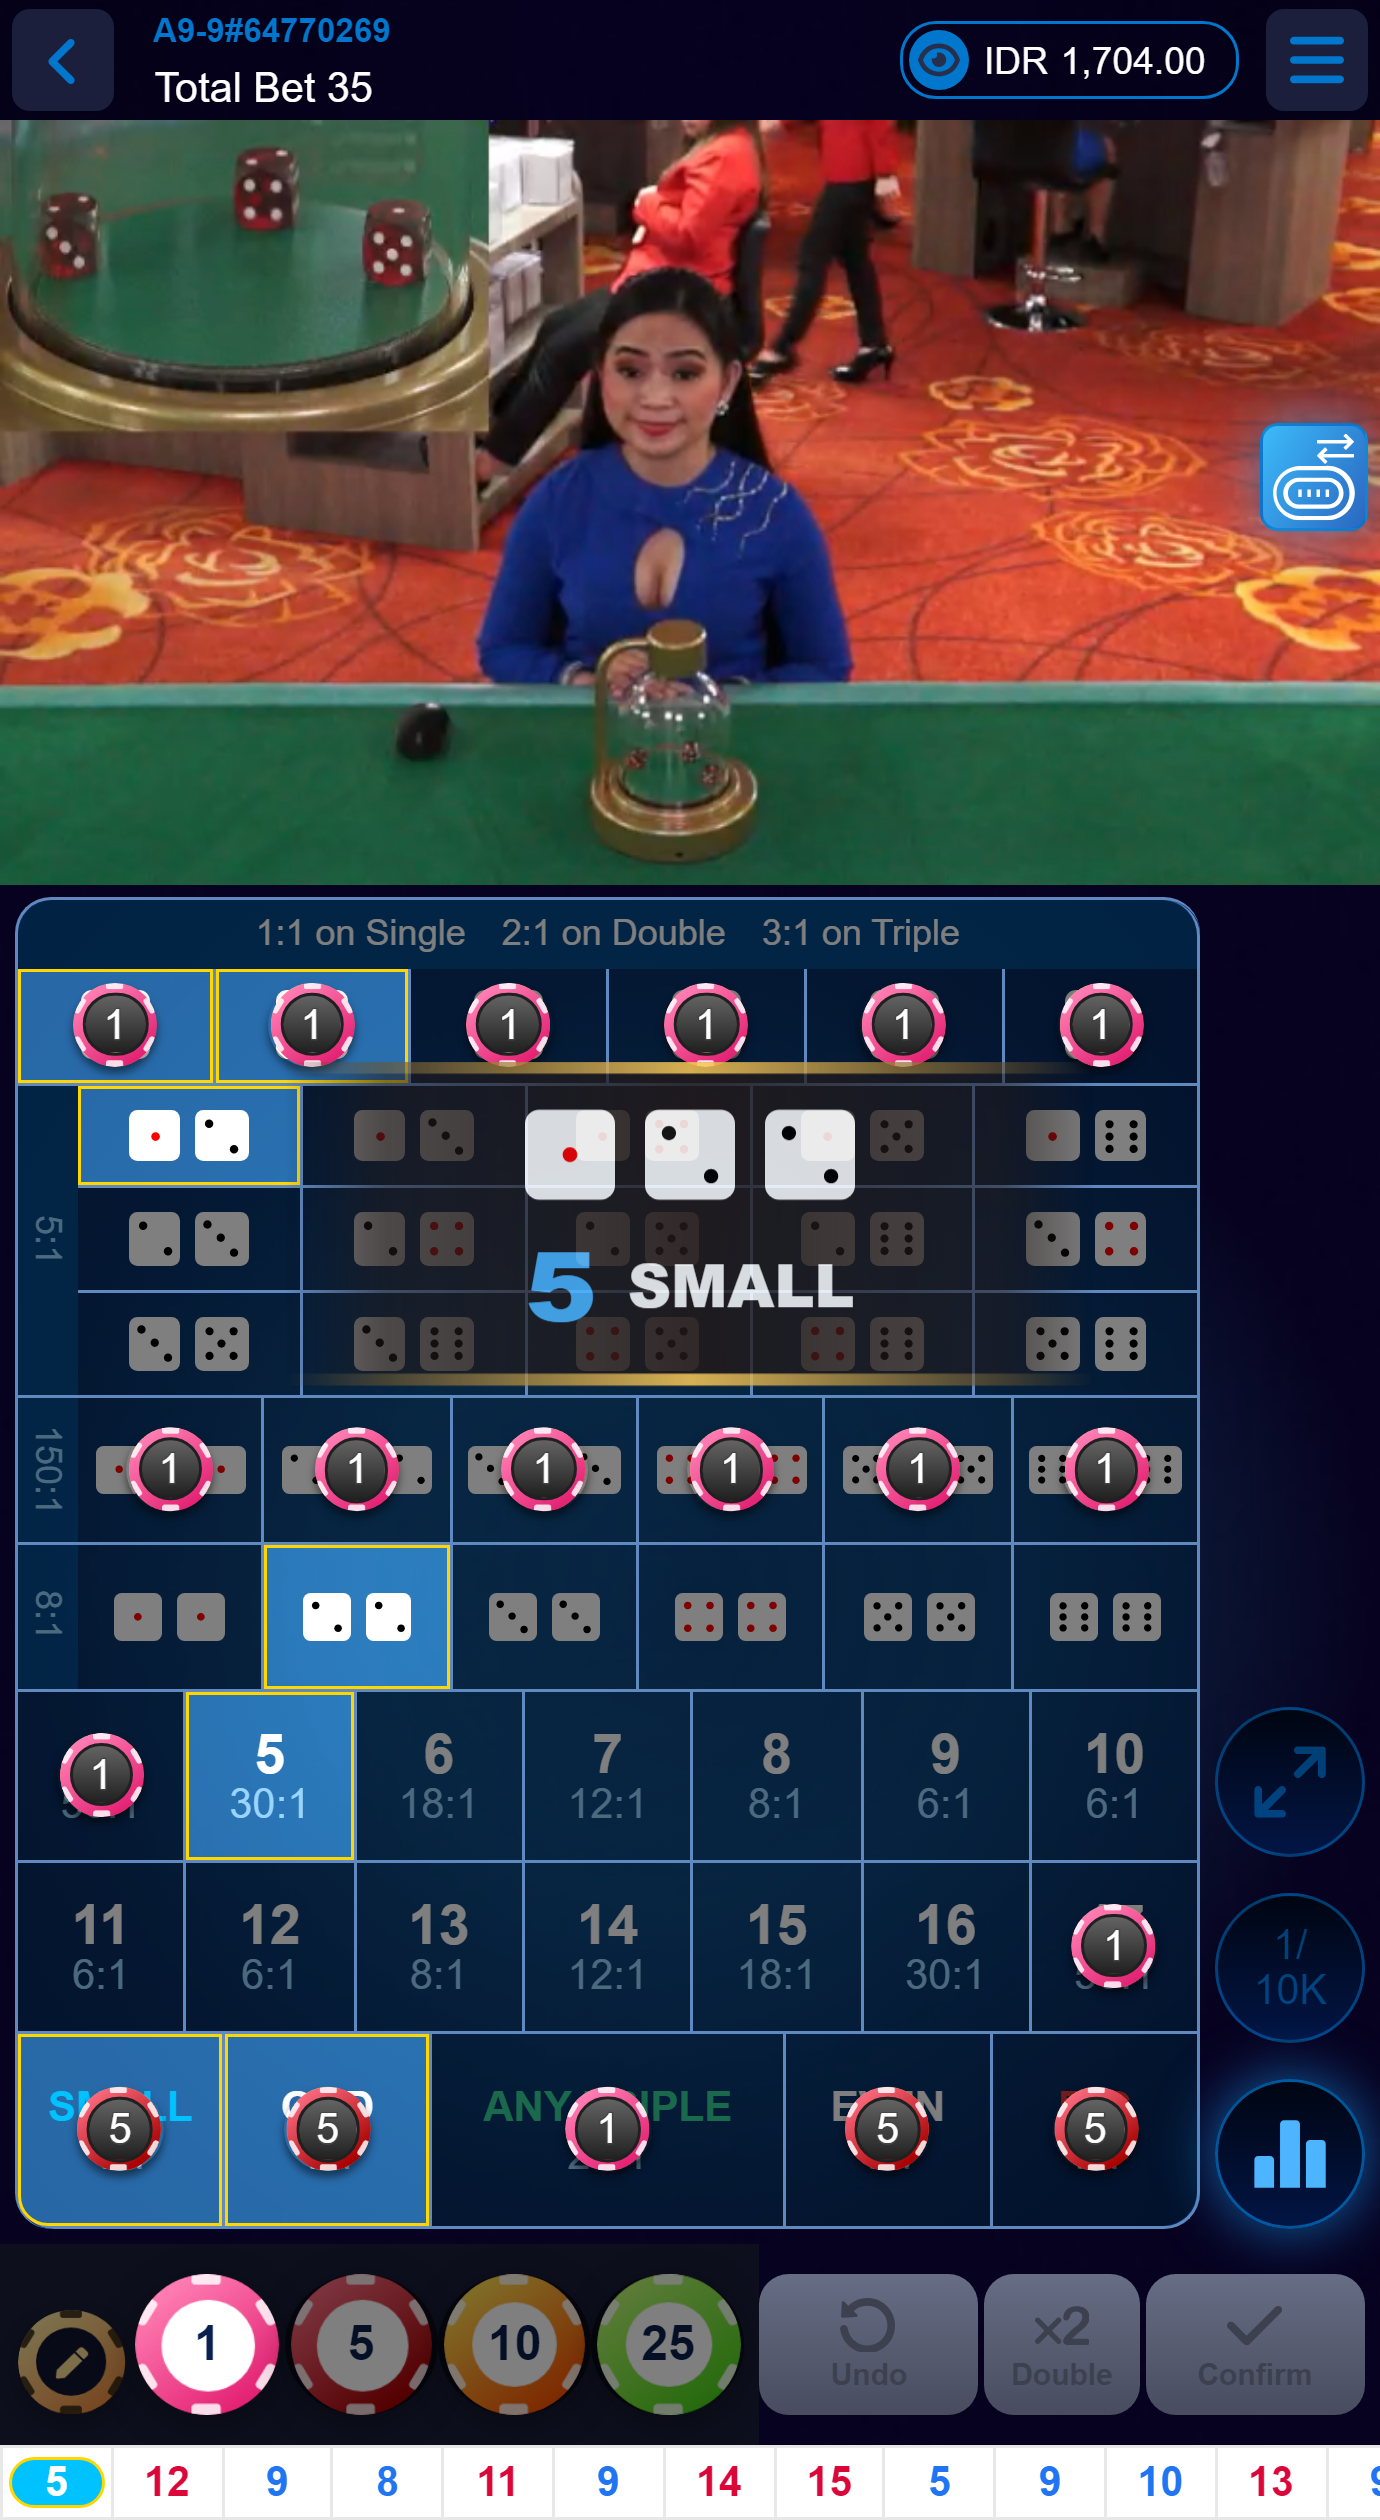 A9-9#64770269
Total Bet 35
IDR 1,704.00
1:1 on Single 2:1 on Double 3:1 on Triple
1 1 1 1 1 1
5:1
5 SMALL
150:1
1 1 1 1 1 1
8:1
1 5 6 7 8 9 10
30:1 18:1 12:1 8:1 6:1 6:1
11 12 13 14 15 16 1
6:1 6:1 8:1 12:1 18:1 30:1
1/
10K
5 5 1 5 5
1 5 10 25
Undo
x2
Double
Confirm
5 12 9 8 11 9 14 15 5 9 10 13